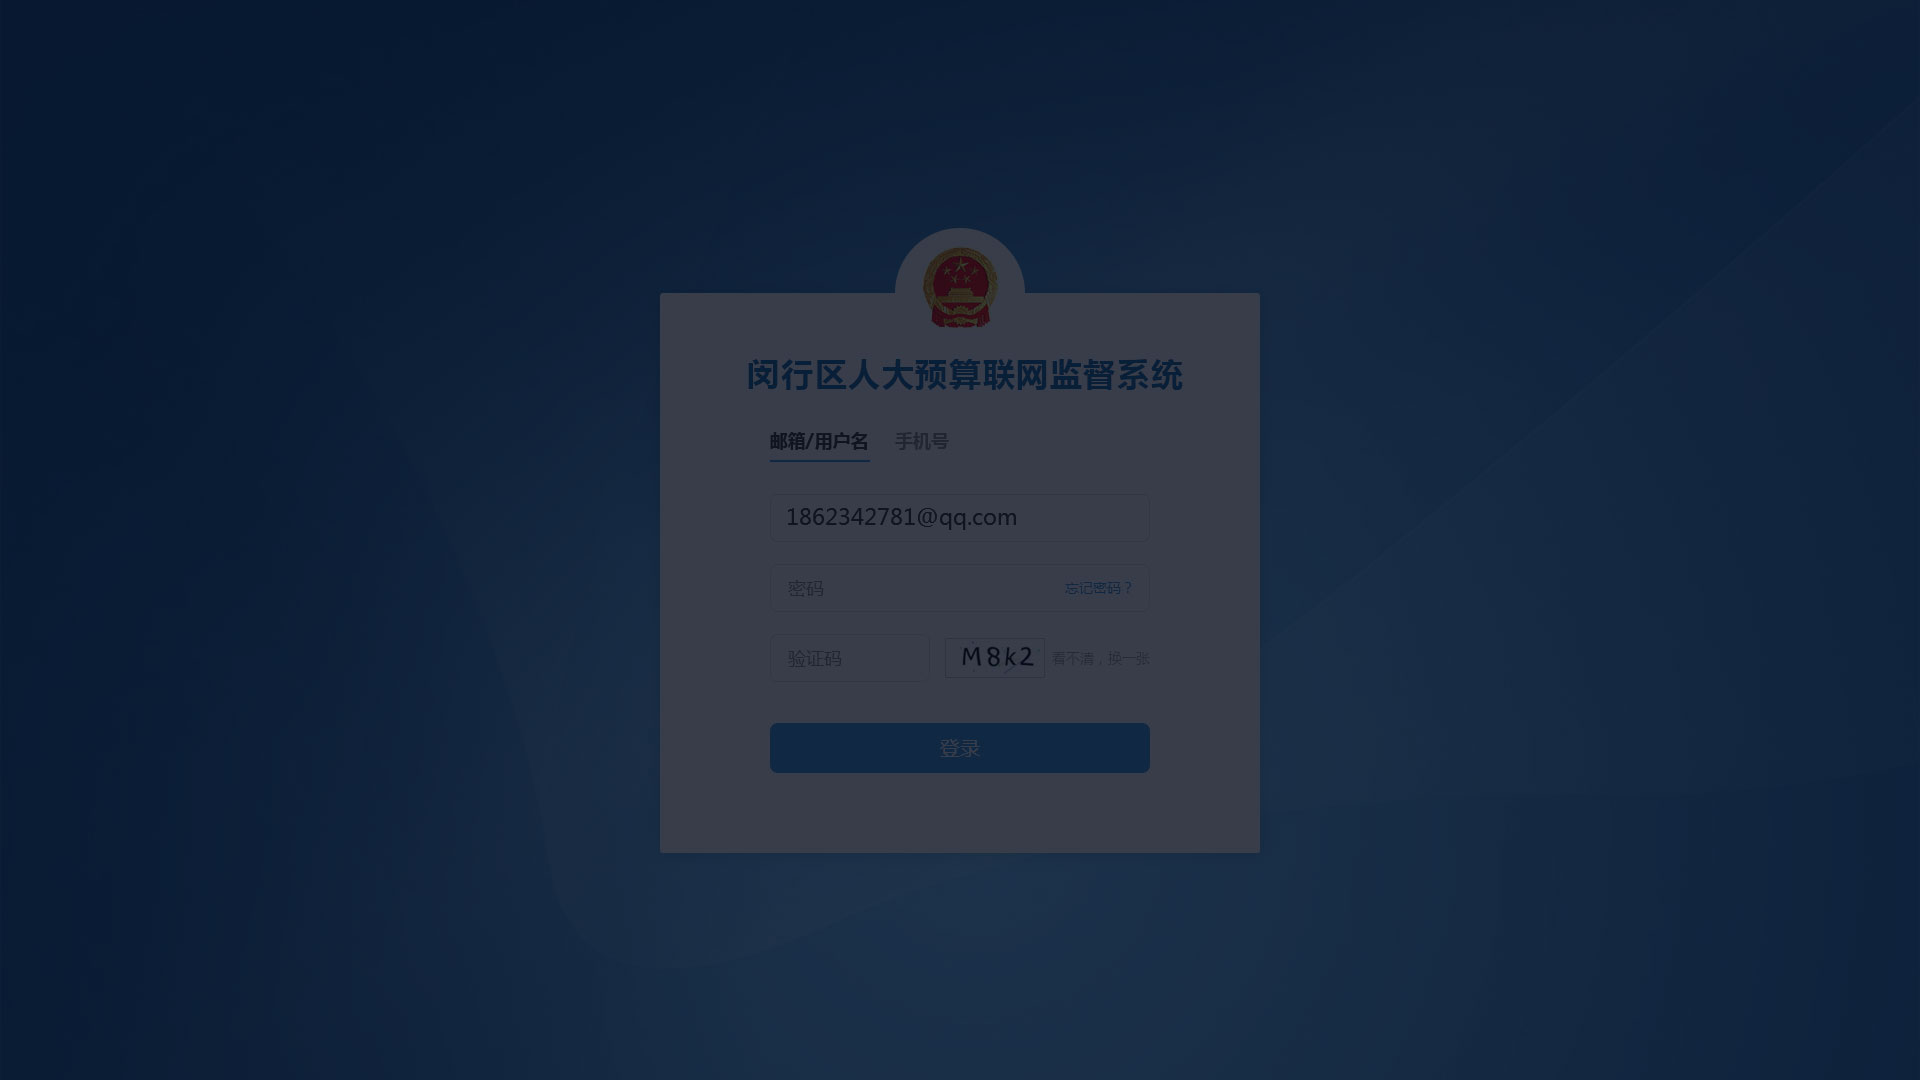 闵行区人大预算联网监督系统
邮箱/用户名 手机号
1862342781@qq.com
密码 忘记密码？
验证码 M8k2 看不清，换一张
登录